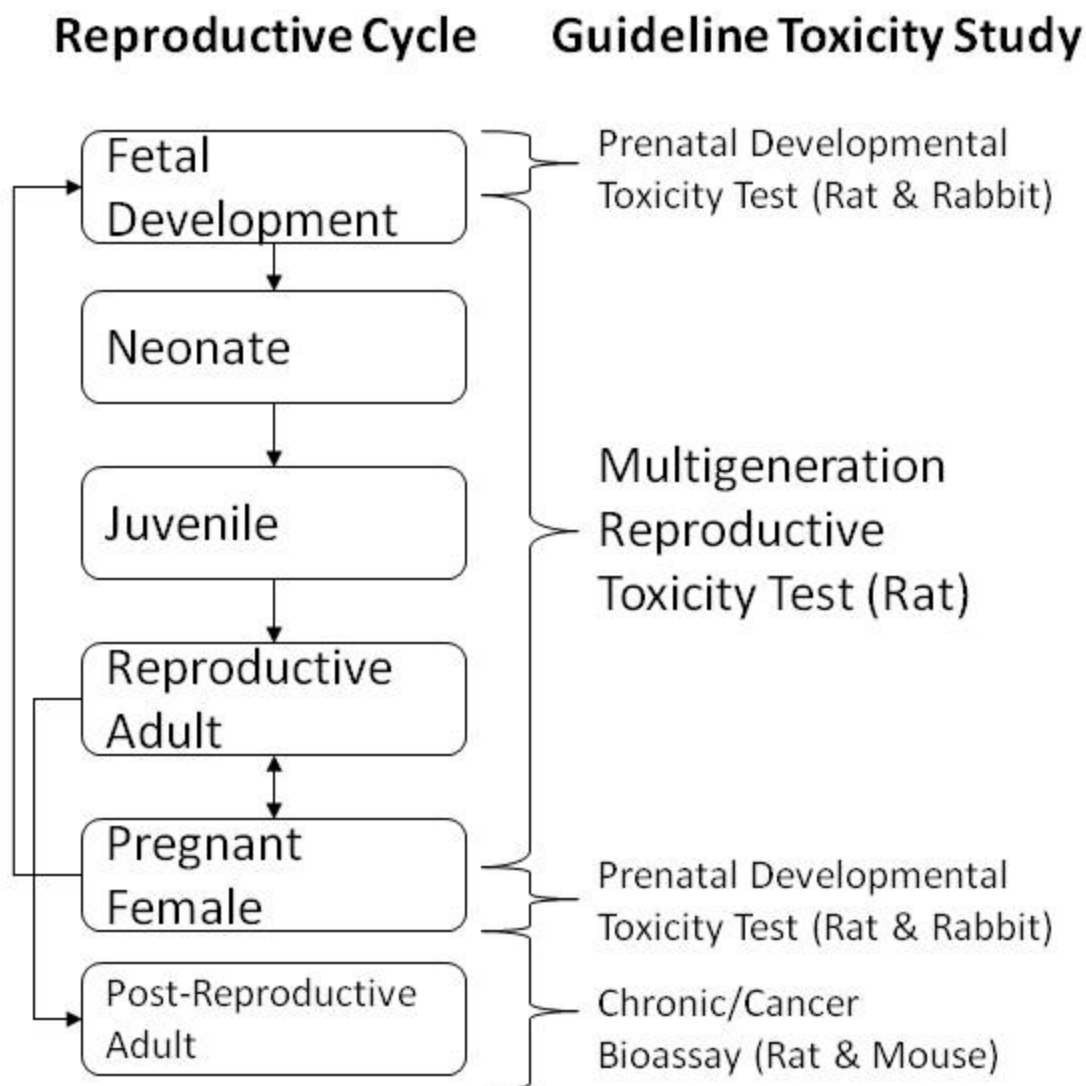 Reproductive Cycle
Guideline Toxicity Study
Fetal
Development
Prenatal Developmental
Toxicity Test (Rat & Rabbit)
Neonate
Juvenile
Multigeneration
Reproductive
Toxicity Test (Rat)
Reproductive
Adult
Pregnant
Female
Prenatal Developmental
Toxicity Test (Rat & Rabbit)
Post-Reproductive
Adult
Chronic/Cancer
Bioassay (Rat & Mouse)